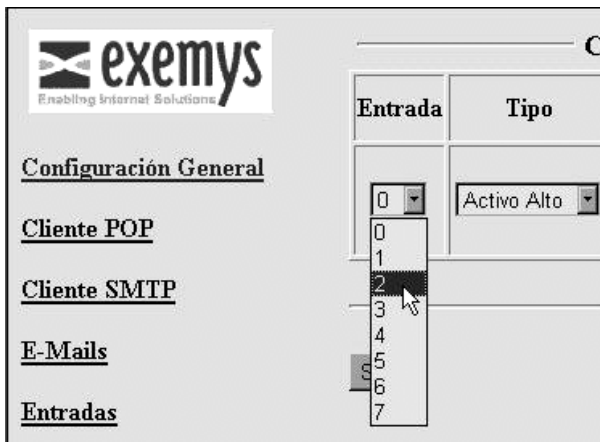 exemys
Enabling Internet Solutions
Configuración General
Cliente POP
Cliente SMTP
E-Mails
Entradas
C
Entrada Tipo
0 Activo Alto
0
1
2
3
4
5
6
7
S